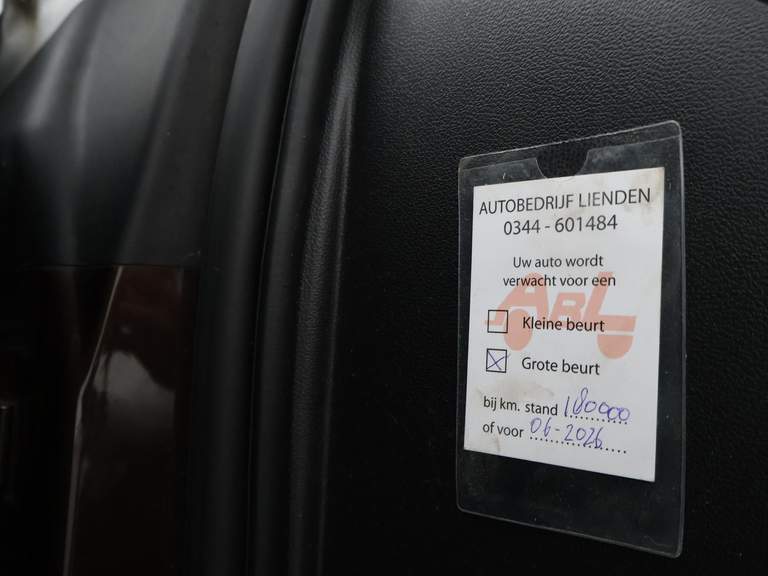 AUTOBEDRIJF LIENDEN
0344 - 601484
Uw auto wordt
verwacht voor een
ABL
Kleine beurt
Grote beurt
bij km. stand 180000
of voor 06-2026